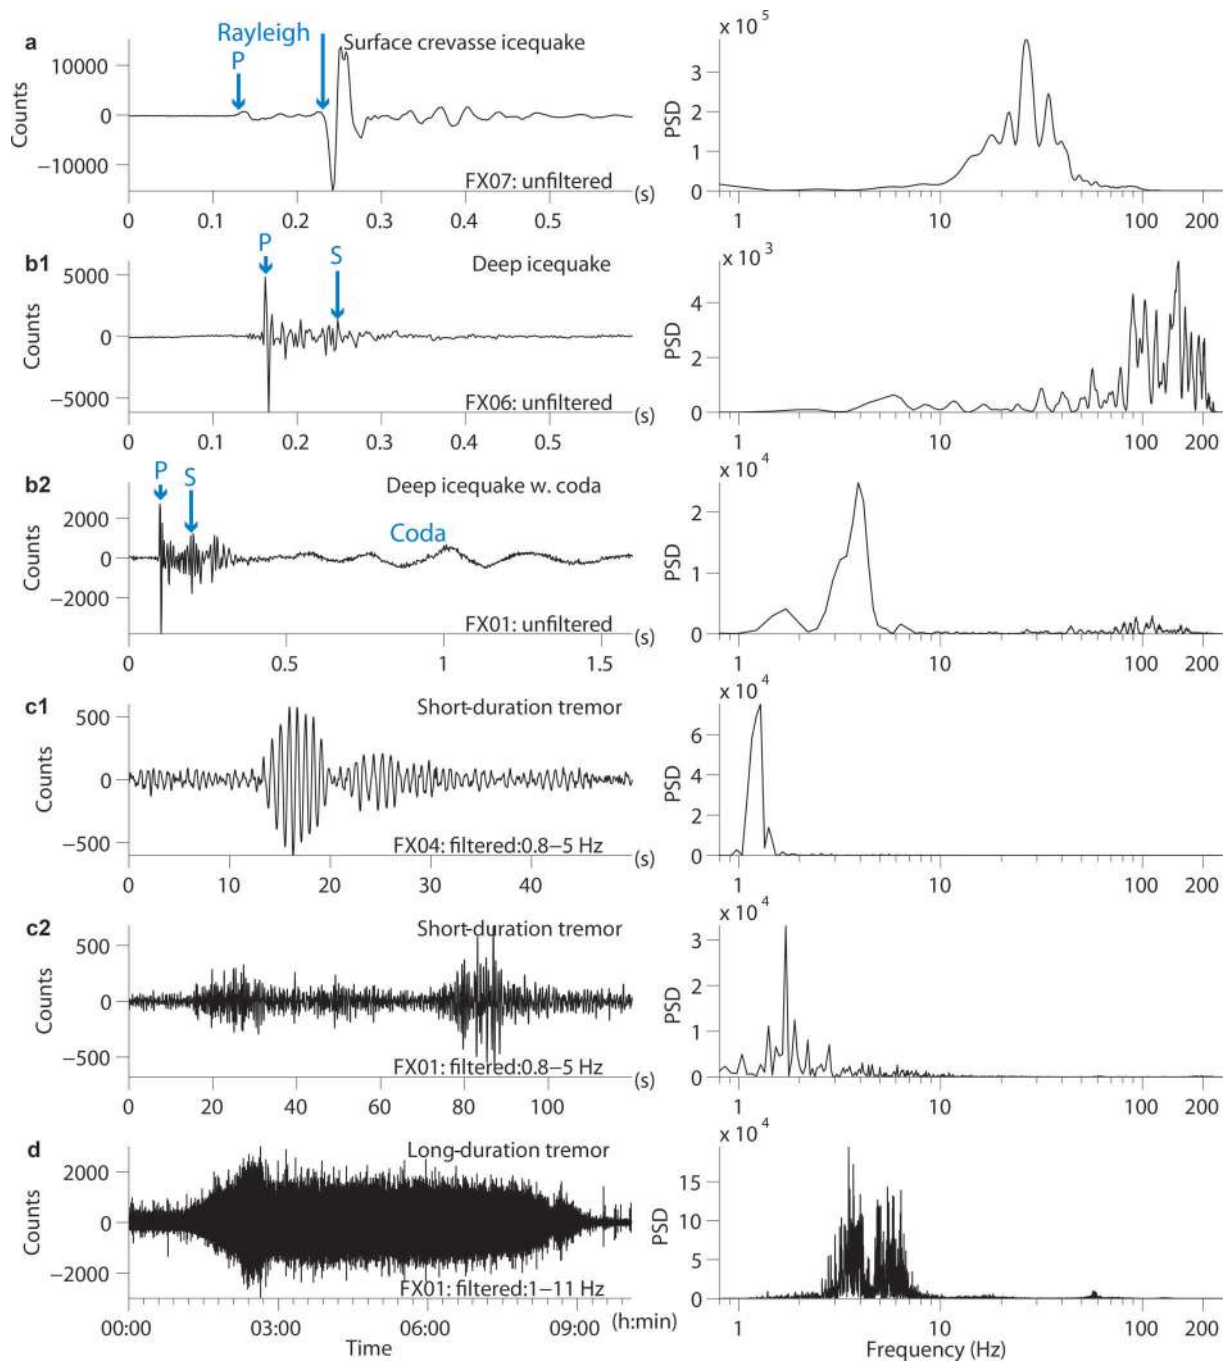 a
Rayleigh
P
Surface crevasse icequake
Counts
10000
0
−10000
FX07: unfiltered
(s)
0 0.1 0.2 0.3 0.4 0.5
x 10 5
PSD
3
2
1
0
1 10 100 200
b1
P
S
Deep icequake
Counts
5000
0
−5000
FX06: unfiltered
0 0.1 0.2 0.3 0.4 0.5
x 10 3
PSD
4
2
0
1 10 100 200
b2
P
S
Deep icequake w. coda
Coda
Counts
2000
0
−2000
FX01: unfiltered
(s)
0 0.5 1 1.5
x 10 4
PSD
2
1
0
1 10 100 200
c1
Short-duration tremor
Counts
500
0
−500
FX04: filtered:0.8−5 Hz
(s)
0 10 20 30 40
x 10 4
PSD
6
4
2
0
1 10 100 200
c2
Short-duration tremor
Counts
500
0
−500
FX01: filtered:0.8−5 Hz
(s)
0 20 40 60 80 100
x 10 4
PSD
3
2
1
0
1 10 100 200
d
Long-duration tremor
Counts
2000
0
−2000
FX01: filtered:1−11 Hz
00:00 03:00 06:00 09:00
(h:min)
Time
x 10 4
PSD
15
10
5
0
1 10 100 200
Frequency (Hz)